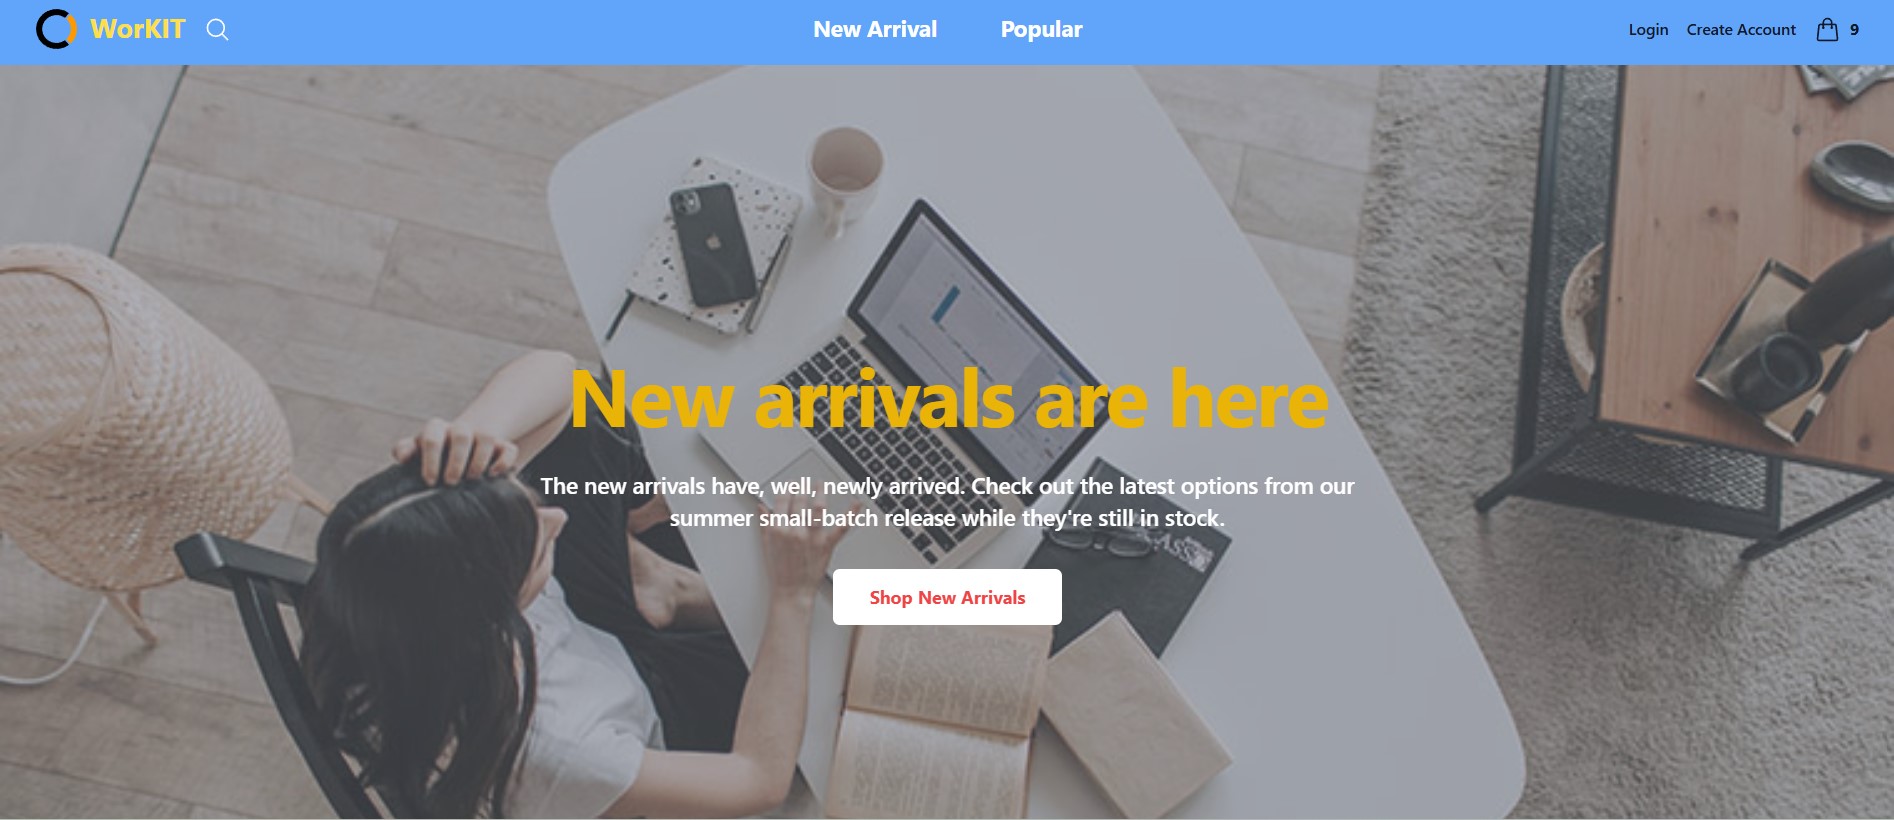 WorKIT
New Arrival
Popular
Login
Create Account
9
New arrivals are here
The new arrivals have, well, newly arrived. Check out the latest options from our
summer small-batch release while they're still in stock.
Shop New Arrivals